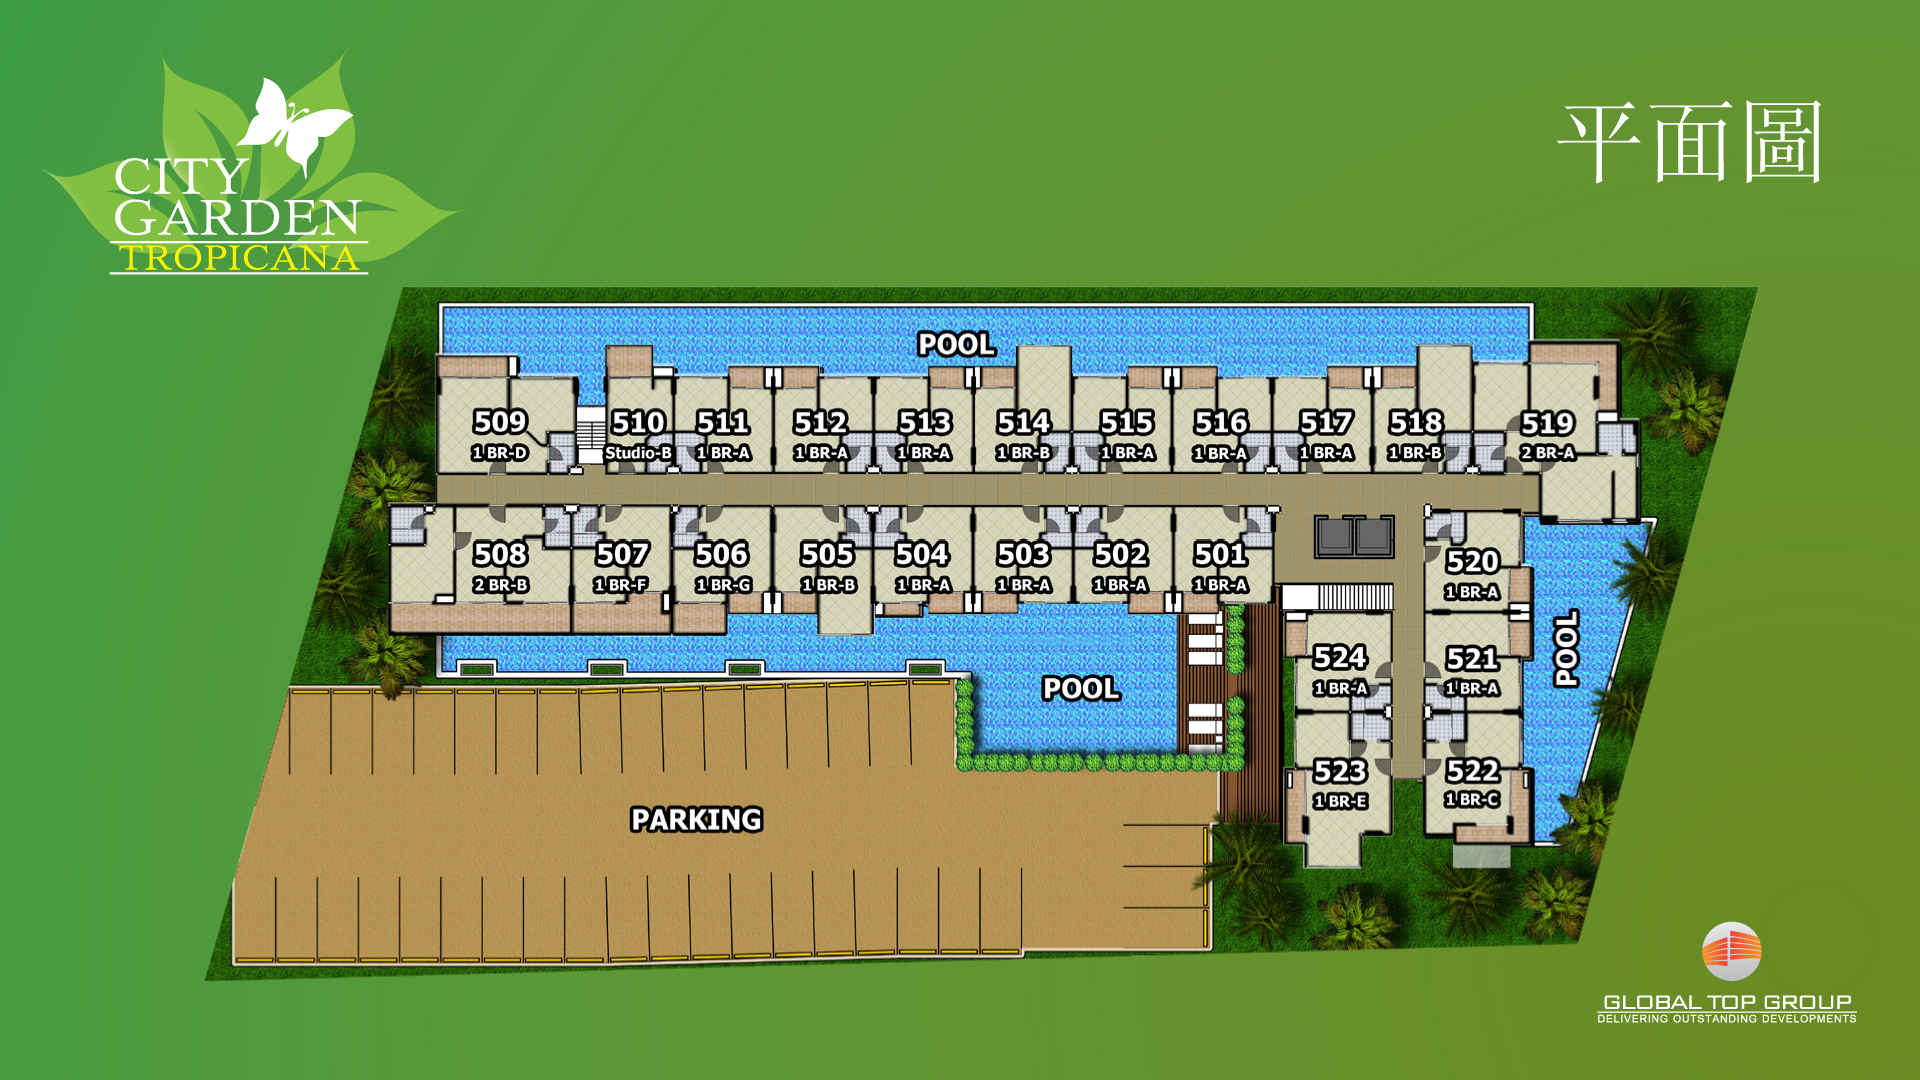 CITY
GARDEN
TROPICANA
平面圖
POOL
509
1 BR-D
510
Studio-B
511
1 BR-A
512
1 BR-A
513
1 BR-A
514
1 BR-B
515
1 BR-A
516
1 BR-A
517
1 BR-A
518
1 BR-B
519
2 BR-A
508
2 BR-B
507
1 BR-F
506
1 BR-G
505
1 BR-B
504
1 BR-A
503
1 BR-A
502
1 BR-A
501
1 BR-A
520
1 BR-A
524
1 BR-A
521
1 BR-A
POOL
POOL
523
1 BR-E
522
1 BR-C
PARKING
GLOBAL TOP GROUP
DELIVERING OUTSTANDING DEVELOPMENTS